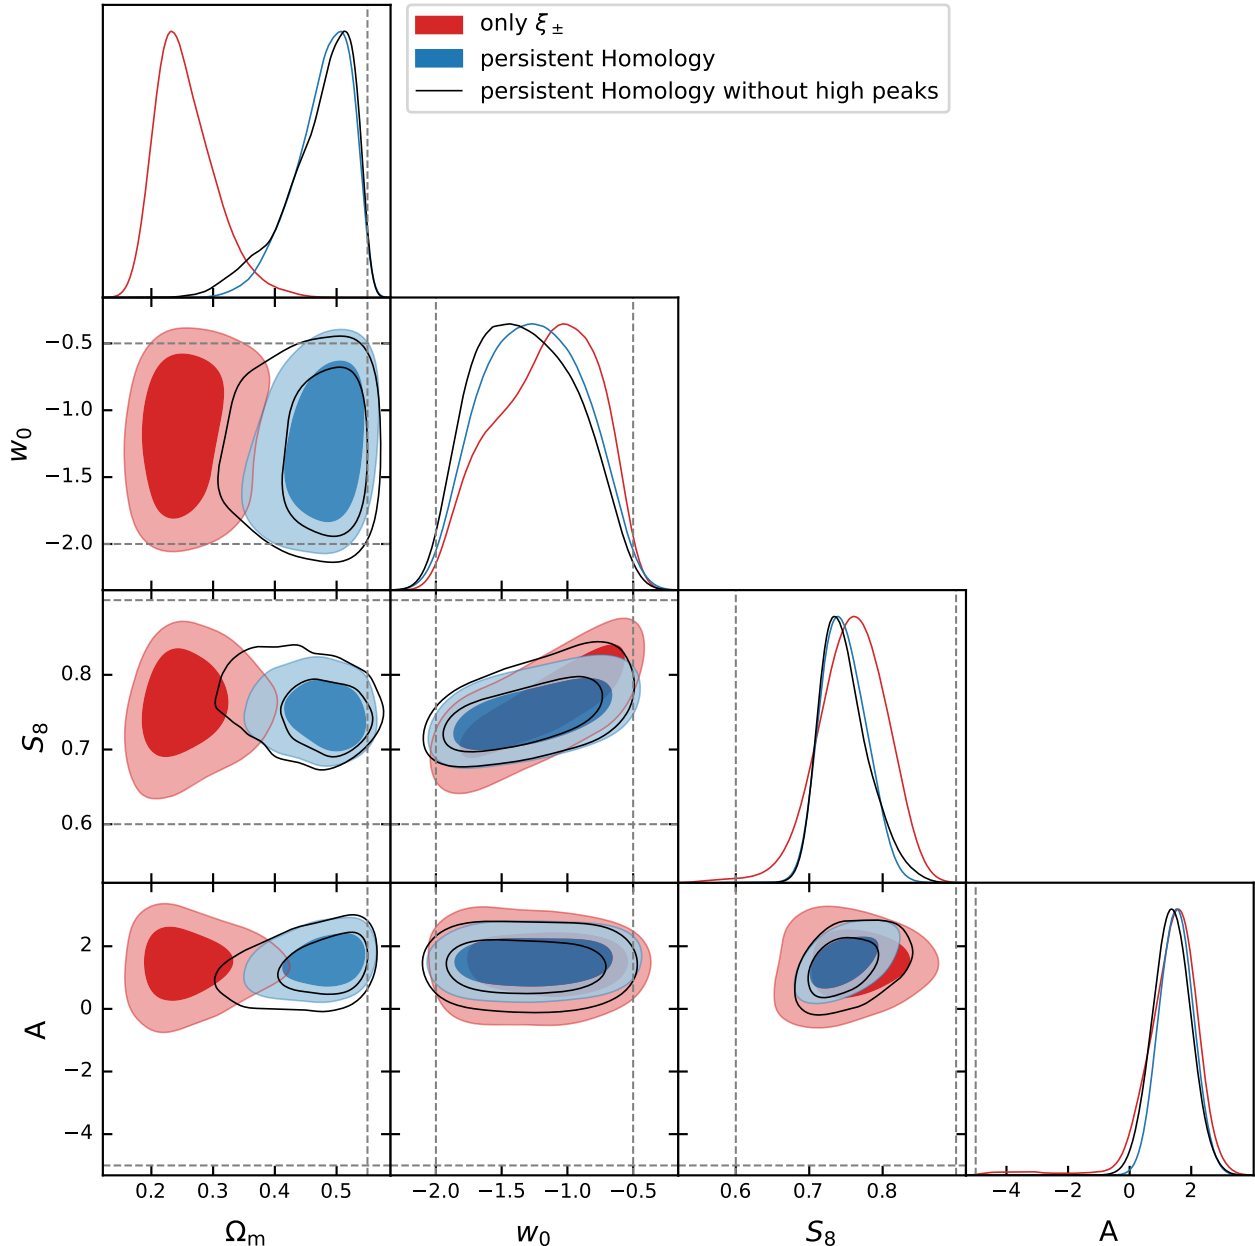 only ξ±
persistent Homology
persistent Homology without high peaks
w0
−0.5
−1.0
−1.5
−2.0
S8
0.8
0.7
0.6
A
2
0
−2
−4
0.2 0.3 0.4 0.5 −2.0 −1.5 −1.0 −0.5 0.6 0.8 −4 −2 0 2
Ωm w0 S8 A